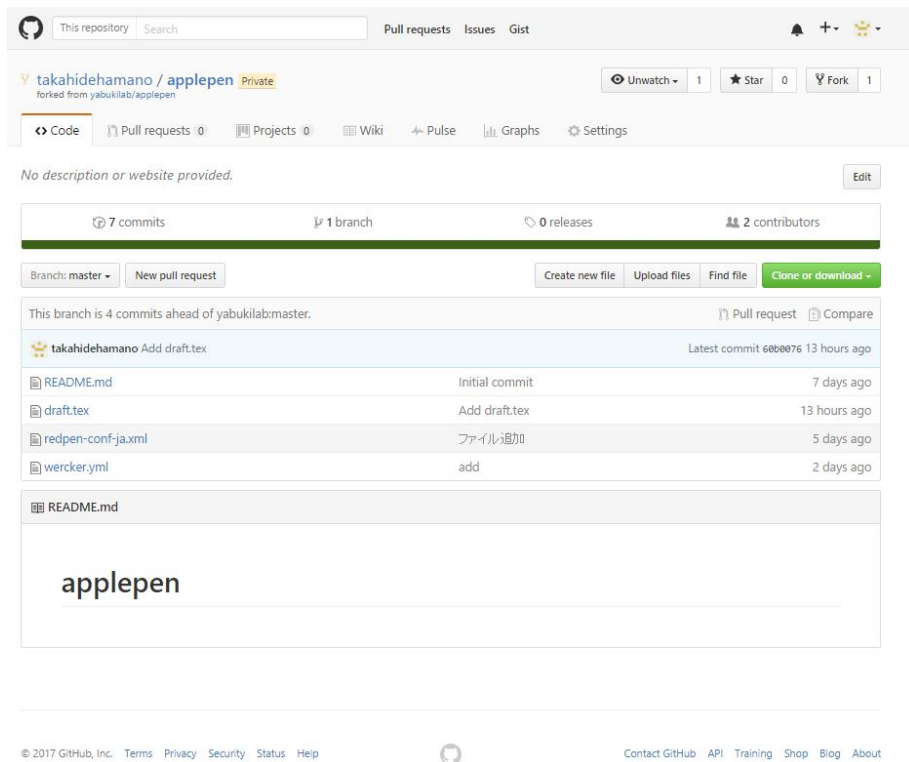 This repository Search Pull requests Issues Gist
takahidehamano / applepen Private Unwatch 1 Star 0 Fork 1
forked from yabukilab/applepen
Code Pull requests 0 Projects 0 Wiki Pulse Graphs Settings
No description or website provided. Edit
7 commits 1 branch 0 releases 2 contributors
Branch: master New pull request Create new file Upload files Find file Clone or download
This branch is 4 commits ahead of yabukilab:master. Pull request Compare
takahidehamano Add draft.tex Latest commit 60b0076 13 hours ago
README.md Initial commit 7 days ago
draft.tex Add draft.tex 13 hours ago
redpen-conf-ja.xml ファイル追加 5 days ago
wercker.yml add 2 days ago
README.md
applepen
© 2017 GitHub, Inc. Terms Privacy Security Status Help Contact GitHub API Training Shop Blog About